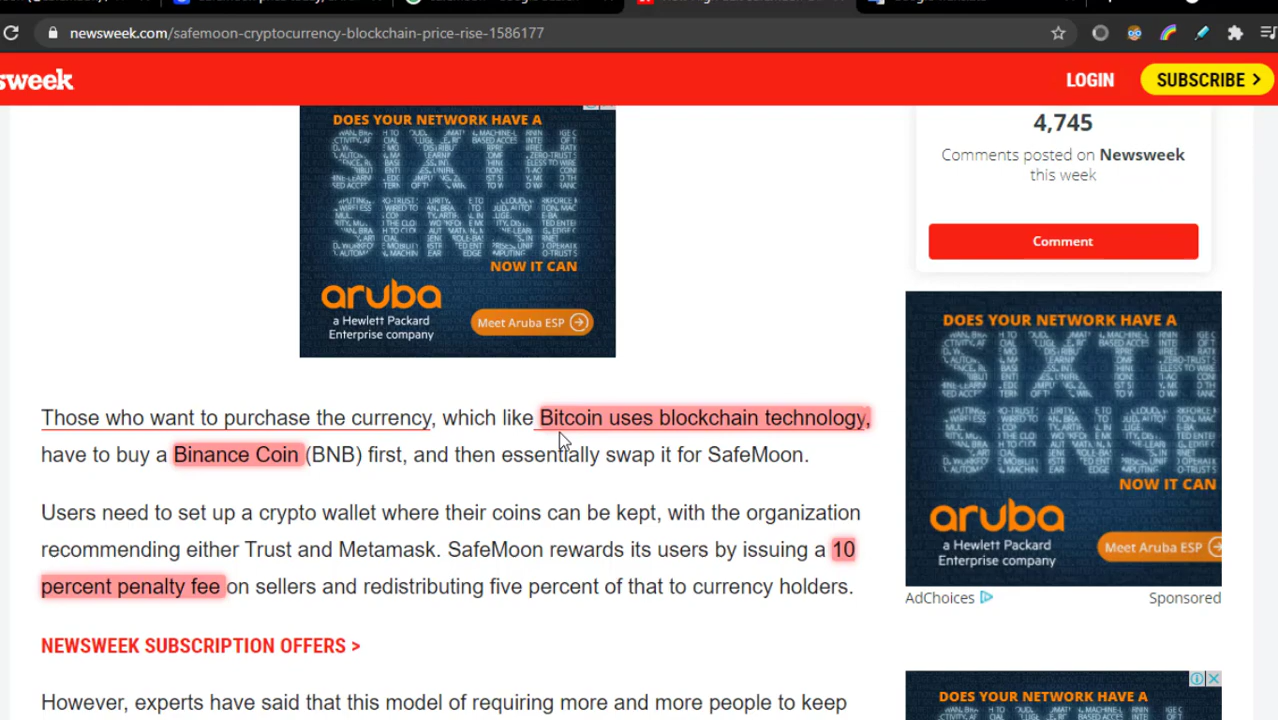 newsweek.com/safemoon-cryptocurrency-blockchain-price-rise-1586177
sweek
LOGIN
SUBSCRIBE >
DOES YOUR NETWORK HAVE A
SIXTH
SENSE
NOW IT CAN
aruba
a Hewlett Packard
Enterprise company
Meet Aruba ESP
4,745
Comments posted on Newsweek
this week
Comment
DOES YOUR NETWORK HAVE A
SIXTH
SENSE
NOW IT CAN
aruba
a Hewlett Packard
Enterprise company
Meet Aruba ESP
AdChoices
Sponsored
Those who want to purchase the currency, which like Bitcoin uses blockchain technology,
have to buy a Binance Coin (BNB) first, and then essentially swap it for SafeMoon.
Users need to set up a crypto wallet where their coins can be kept, with the organization
recommending either Trust and Metamask. SafeMoon rewards its users by issuing a 10
percent penalty fee on sellers and redistributing five percent of that to currency holders.
NEWSWEEK SUBSCRIPTION OFFERS >
However, experts have said that this model of requiring more and more people to keep
DOES YOUR NETWORK HAVE A